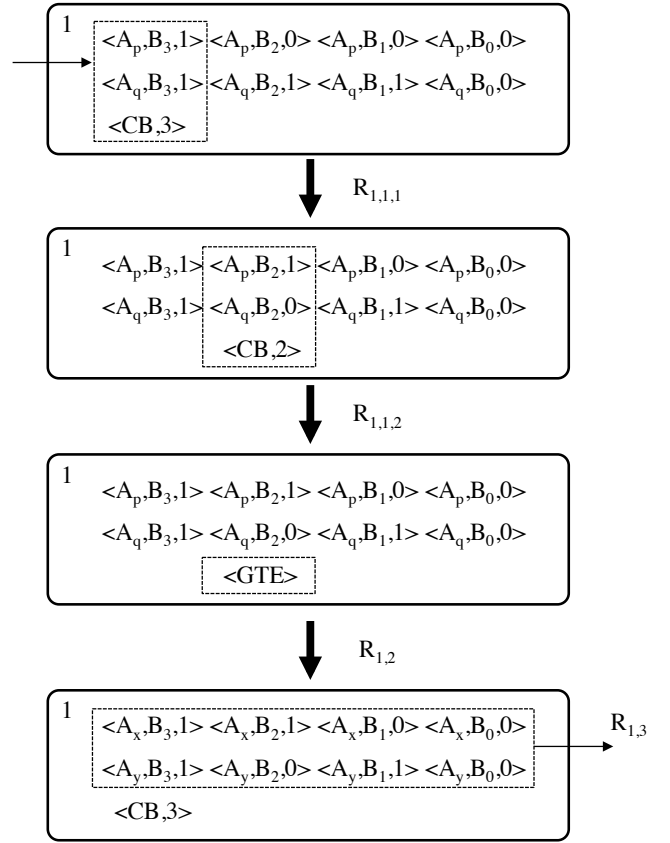 1
<A_p,B_3,1> <A_p,B_2,0> <A_p,B_1,0> <A_p,B_0,0>
<A_q,B_3,1> <A_q,B_2,1> <A_q,B_1,1> <A_q,B_0,0>
<CB,3>
R_1,1,1
1
<A_p,B_3,1> <A_p,B_2,1> <A_p,B_1,0> <A_p,B_0,0>
<A_q,B_3,1> <A_q,B_2,0> <A_q,B_1,1> <A_q,B_0,0>
<CB,2>
R_1,1,2
1
<A_p,B_3,1> <A_p,B_2,1> <A_p,B_1,0> <A_p,B_0,0>
<A_q,B_3,1> <A_q,B_2,0> <A_q,B_1,1> <A_q,B_0,0>
<GTE>
R_1,2
1
<A_x,B_3,1> <A_x,B_2,1> <A_x,B_1,0> <A_x,B_0,0>
R_1,3
<A_y,B_3,1> <A_y,B_2,0> <A_y,B_1,1> <A_y,B_0,0>
<CB,3>